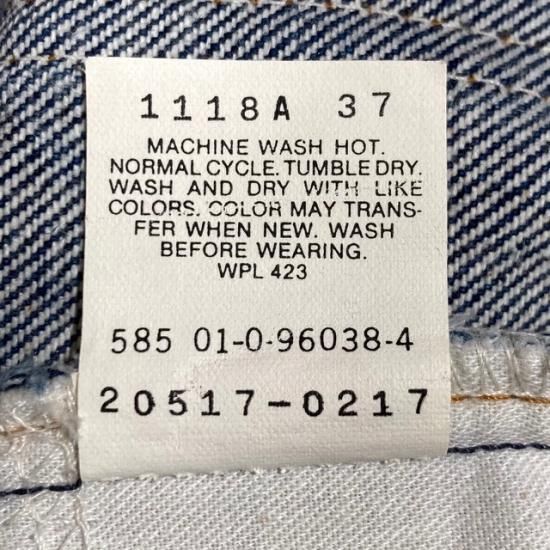 1118A 37
MACHINE WASH HOT.
NORMAL CYCLE. TUMBLE DRY.
WASH AND DRY WITH LIKE
COLORS. COLOR MAY TRANS-
FER WHEN NEW. WASH
BEFORE WEARING.
WPL 423
585 01-0-96038-4
20517-0217